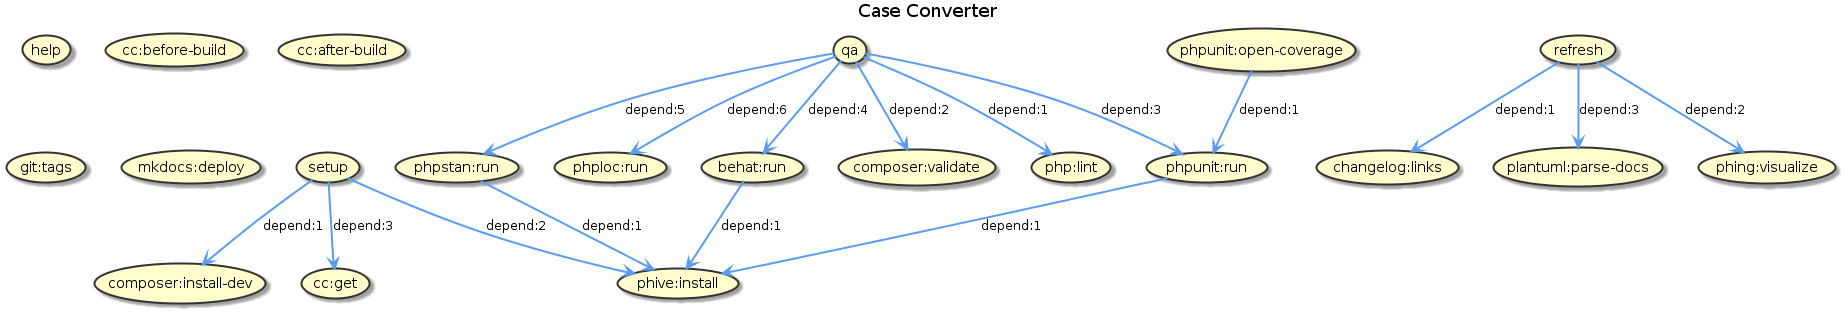 Case Converter
help
cc:before-build
cc:after-build
qa
phpunit:open-coverage
refresh
depend:5
depend:6
depend:4
depend:2
depend:1
depend:3
depend:1
depend:1
depend:3
depend:2
git:tags
mkdocs:deploy
setup
phpstan:run
phploc:run
behat:run
composer:validate
php:lint
phpunit:run
changelog:links
plantuml:parse-docs
phing:visualize
depend:1
depend:3
depend:2
depend:1
depend:1
depend:1
composer:install-dev
cc:get
phive:install